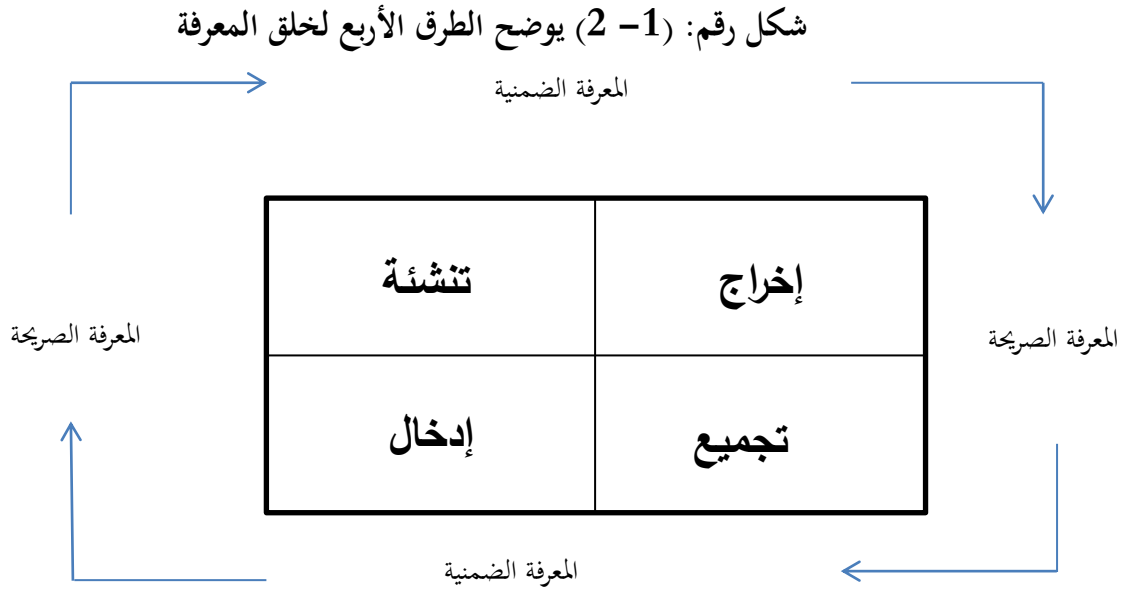 شكل رقم: (1– 2) يوضح الطرق الأربع لخلق المعرفة
المعرفة الضمنية
إخراج
تنشئة
المعرفة الصريحة
المعرفة الصريحة
تجميع
إدخال
المعرفة الضمنية